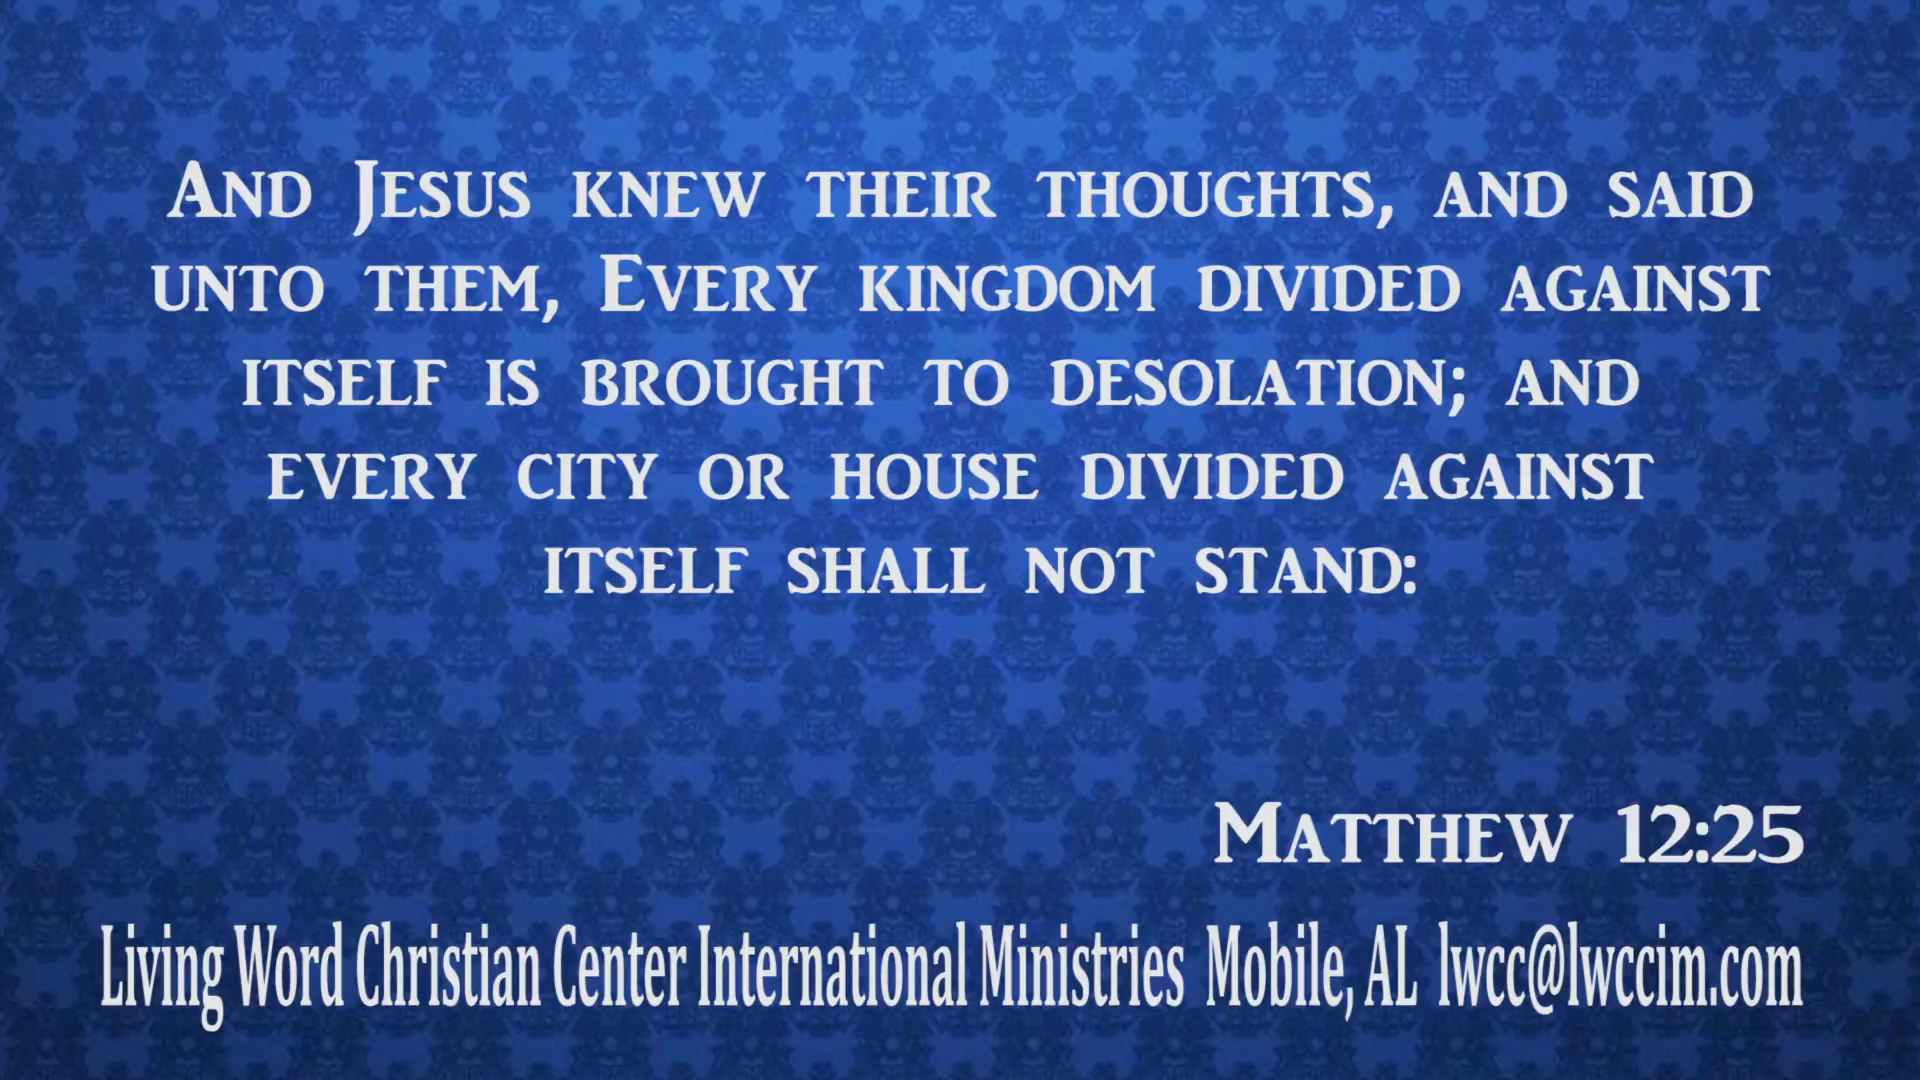 And Jesus knew their thoughts, and said
unto them, Every kingdom divided against
itself is brought to desolation; and
every city or house divided against
itself shall not stand:
Matthew 12:25
Living Word Christian Center International Ministries Mobile, AL lwcc@lwccim.com